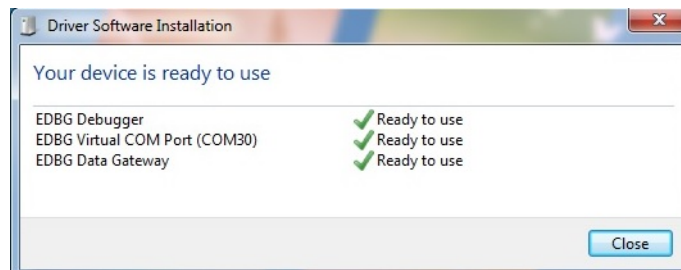 Driver Software Installation
Your device is ready to use
EDBG Debugger Ready to use
EDBG Virtual COM Port (COM30) Ready to use
EDBG Data Gateway Ready to use
Close